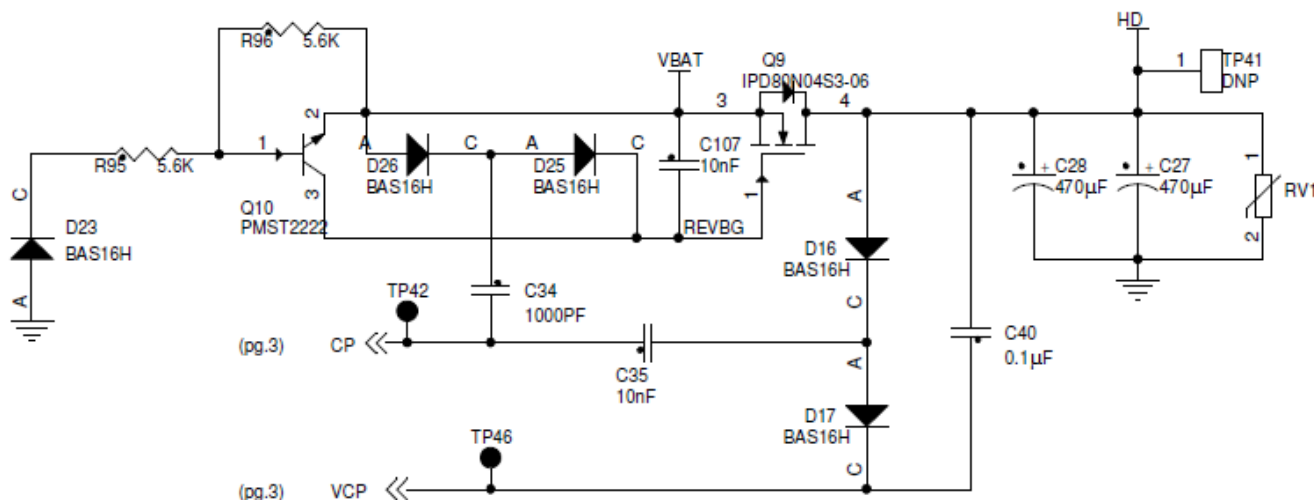 HD
R96 5.6K
1 TP41
DNP
VBAT
Q9
IPD80N04S3-06
2
3 4
1
A C A C
R95 5.6K
D26
BAS16H
D25
BAS16H
C107
10nF
C28
470µF
C27
470µF
1
RV1
2
C
D23
BAS16H
A
3
Q10
PMST2222
1
REVBG
A
D16
BAS16H
C
TP42
C34
1000PF
C40
0.1µF
(pg.3) CP
C35
10nF
A
D17
BAS16H
C
TP46
(pg.3) VCP